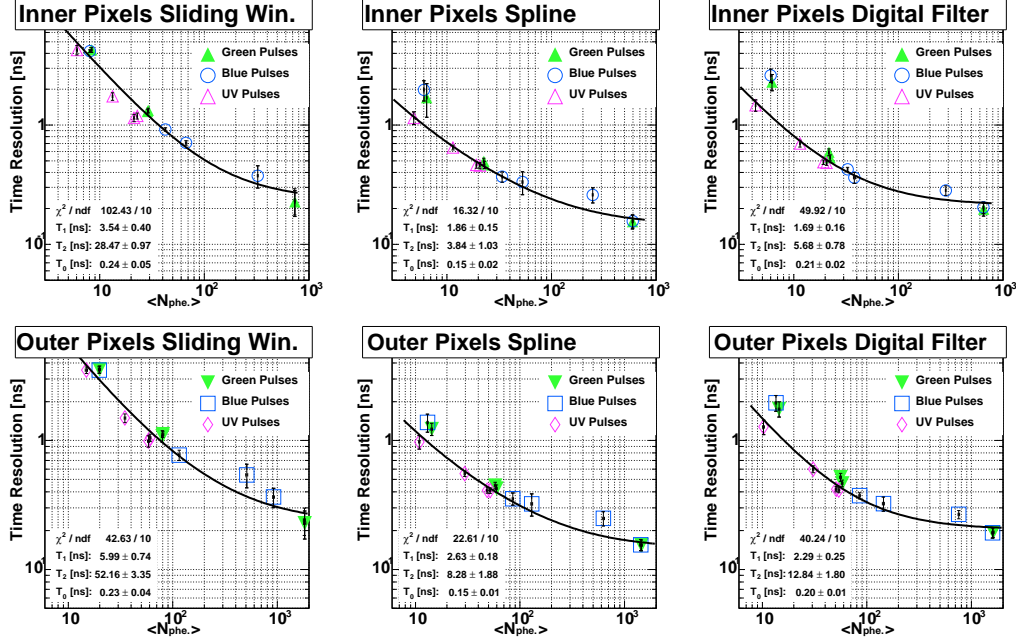 Inner Pixels Sliding Win.
Time Resolution [ns]
Green Pulses
Blue Pulses
UV Pulses
1
10¹
χ² / ndf 102.43 / 10
T₁ [ns]: 3.54 ± 0.40
T₂ [ns]: 28.47 ± 0.97
T₀ [ns]: 0.24 ± 0.05
10 10² 10³
<Nphe.>
Inner Pixels Spline
Time Resolution [ns]
Green Pulses
Blue Pulses
UV Pulses
1
10¹
χ² / ndf 16.32 / 10
T₁ [ns]: 1.86 ± 0.15
T₂ [ns]: 3.84 ± 1.03
T₀ [ns]: 0.15 ± 0.02
10 10² 10³
<Nphe.>
Inner Pixels Digital Filter
Time Resolution [ns]
Green Pulses
Blue Pulses
UV Pulses
1
10¹
χ² / ndf 49.92 / 10
T₁ [ns]: 1.69 ± 0.16
T₂ [ns]: 5.68 ± 0.78
T₀ [ns]: 0.21 ± 0.02
10 10² 10³
<Nphe.>
Outer Pixels Sliding Win.
Time Resolution [ns]
Green Pulses
Blue Pulses
UV Pulses
1
10¹
χ² / ndf 42.63 / 10
T₁ [ns]: 5.99 ± 0.74
T₂ [ns]: 52.16 ± 3.35
T₀ [ns]: 0.23 ± 0.04
10 10² 10³
<Nphe.>
Outer Pixels Spline
Time Resolution [ns]
Green Pulses
Blue Pulses
UV Pulses
1
10¹
χ² / ndf 22.61 / 10
T₁ [ns]: 2.63 ± 0.18
T₂ [ns]: 8.28 ± 1.88
T₀ [ns]: 0.15 ± 0.01
10 10² 10³
<Nphe.>
Outer Pixels Digital Filter
Time Resolution [ns]
Green Pulses
Blue Pulses
UV Pulses
1
10¹
χ² / ndf 40.24 / 10
T₁ [ns]: 2.29 ± 0.25
T₂ [ns]: 12.84 ± 1.80
T₀ [ns]: 0.20 ± 0.01
10 10² 10³
<Nphe.>